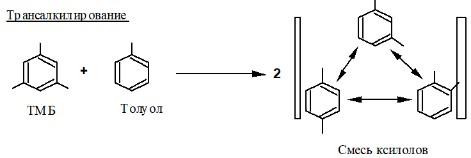 Трансалкилирование
+
2
ТМБ
Толуол
Смесь ксилолов